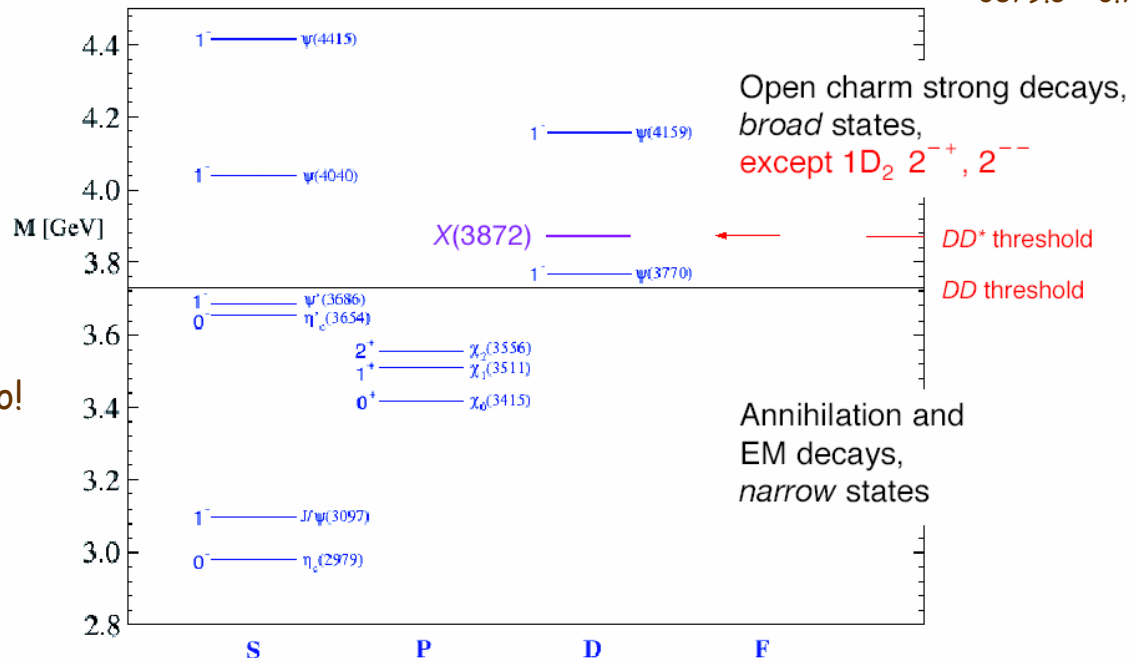 4.4
4.2
4.0
M [GeV]
3.8
3.6
3.4
3.2
3.0
2.8
S P D F
1⁻ ψ(4415)
1⁻ ψ(4159)
1⁻ ψ(4040)
X(3872)
1⁻ ψ(3770)
1⁻ ψ'(3686)
0⁻ η'c(3654)
2⁺ χ2(3556)
1⁺ χ1(3511)
0⁺ χ0(3415)
1⁻ J/ψ(3097)
0⁻ ηc(2979)
Open charm strong decays,
broad states,
except 1D₂ 2⁻⁺, 2⁻⁻
DD* threshold
DD threshold
Annihilation and
EM decays,
narrow states